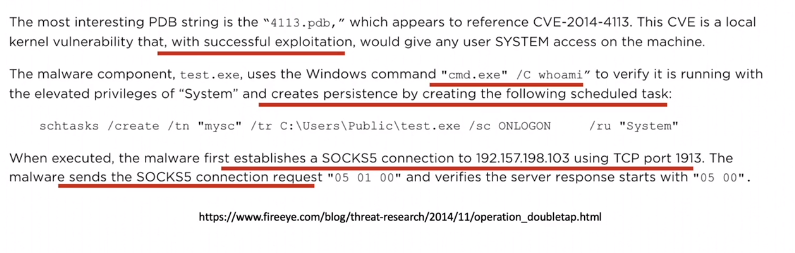 The most interesting PDB string is the "4113.pdb," which appears to reference CVE-2014-4113. This CVE is a local
kernel vulnerability that, with successful exploitation, would give any user SYSTEM access on the machine.
The malware component, test.exe, uses the Windows command "cmd.exe" /C whoami" to verify it is running with
the elevated privileges of "System" and creates persistence by creating the following scheduled task:
schtasks /create /tn "mysc" /tr C:\Users\Public\test.exe /sc ONLOGON /ru "System"
When executed, the malware first establishes a SOCKS5 connection to 192.157.198.103 using TCP port 1913. The
malware sends the SOCKS5 connection request "05 01 00" and verifies the server response starts with "05 00".
https://www.fireeye.com/blog/threat-research/2014/11/operation_doubletap.html